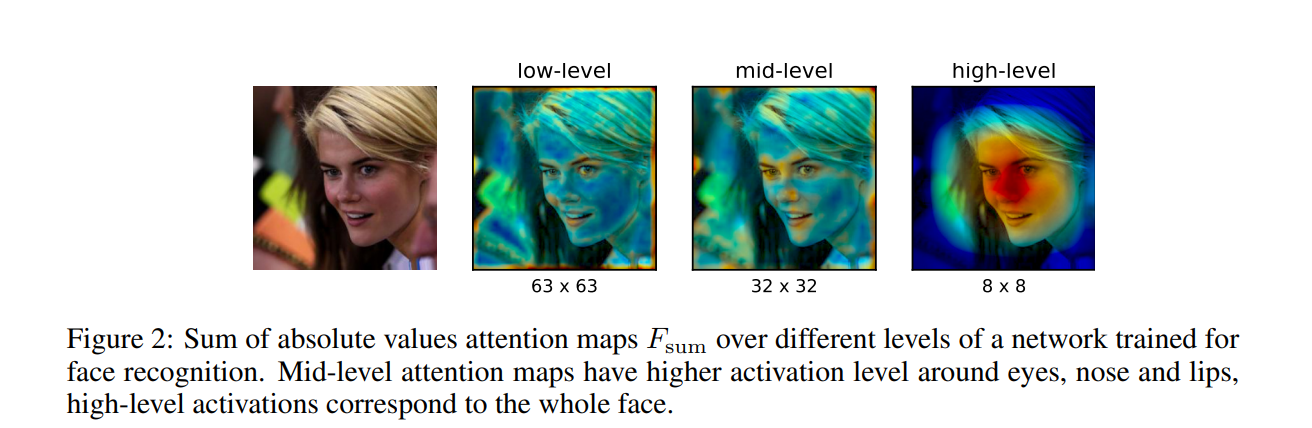 low-level mid-level high-level
63 x 63 32 x 32 8 x 8
Figure 2: Sum of absolute values attention maps Fsum over different levels of a network trained for
face recognition. Mid-level attention maps have higher activation level around eyes, nose and lips,
high-level activations correspond to the whole face.